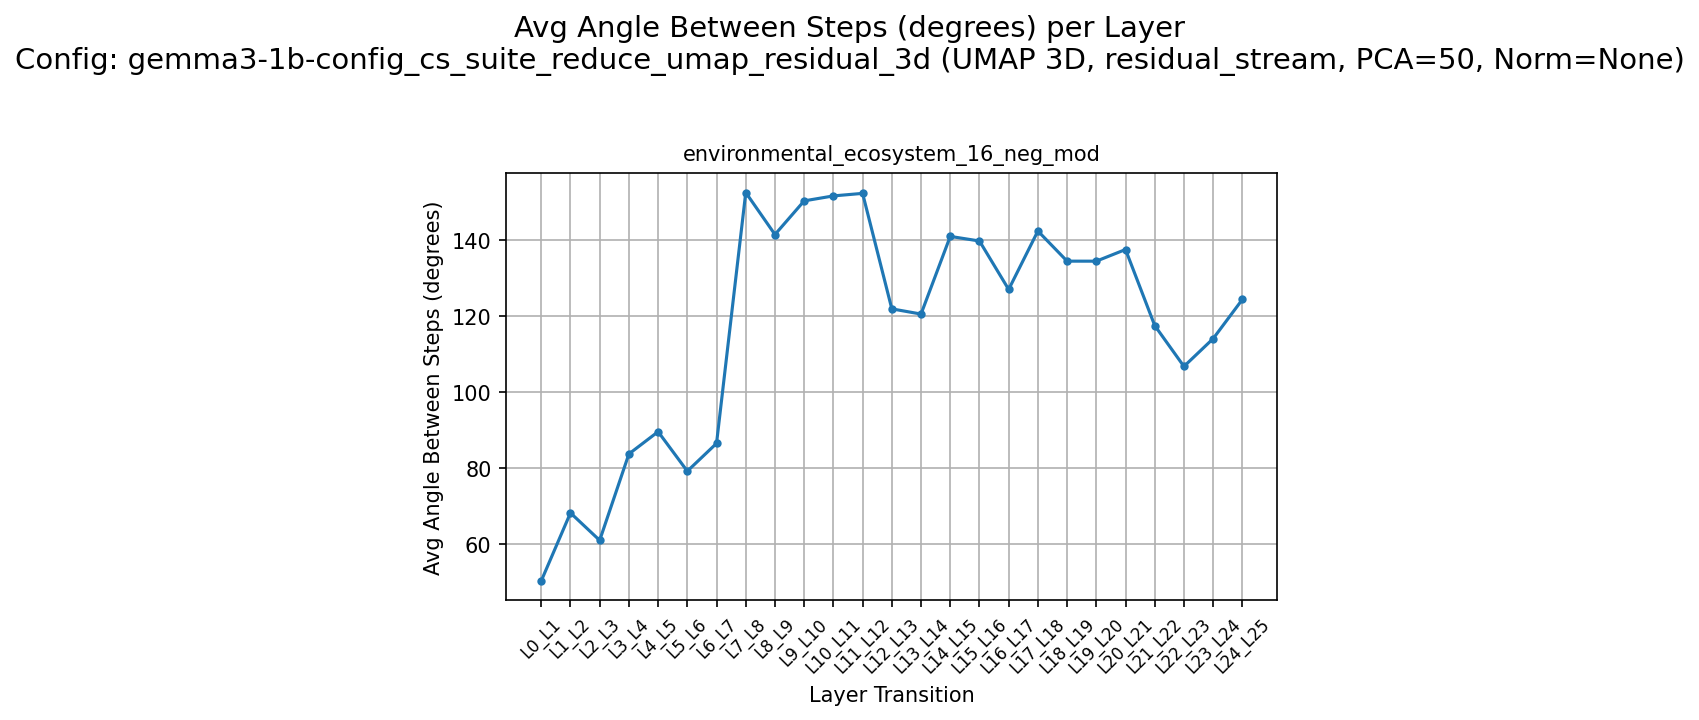 Avg Angle Between Steps (degrees) per Layer
Config: gemma3-1b-config_cs_suite_reduce_umap_residual_3d (UMAP 3D, residual_stream, PCA=50, Norm=None)
environmental_ecosystem_16_neg_mod
Avg Angle Between Steps (degrees)
140
120
100
80
60
L0_L1
L1_L2
L2_L3
L3_L4
L4_L5
L5_L6
L6_L7
L7_L8
L8_L9
L9_L10
L10_L11
L11_L12
L12_L13
L13_L14
L14_L15
L15_L16
L16_L17
L17_L18
L18_L19
L19_L20
L20_L21
L21_L22
L22_L23
L23_L24
L24_L25
Layer Transition